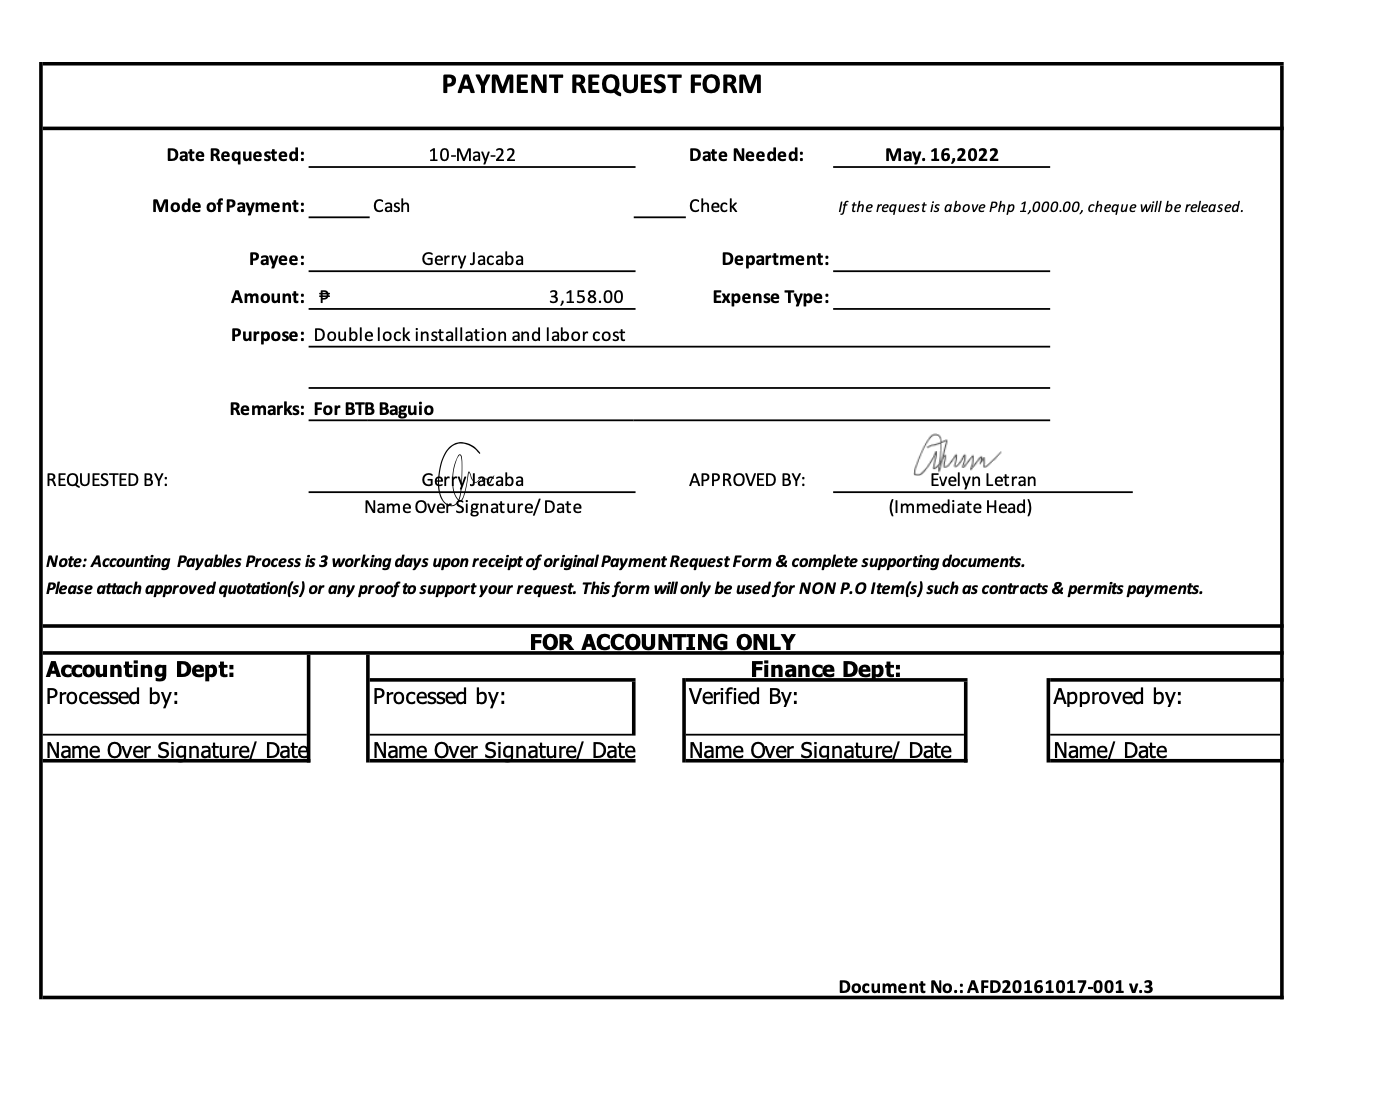 PAYMENT REQUEST FORM
Date Requested: 10-May-22 Date Needed: May. 16,2022
Mode of Payment: Cash Check If the request is above Php 1,000.00, cheque will be released.
Payee: Gerry Jacaba Department:
Amount: ₱ 3,158.00 Expense Type:
Purpose: Double lock installation and labor cost
Remarks: For BTB Baguio
REQUESTED BY: Gerry Jacaba APPROVED BY: Evelyn Letran
Name Over Signature/ Date (Immediate Head)
Note: Accounting Payables Process is 3 working days upon receipt of original Payment Request Form & complete supporting documents.
Please attach approved quotation(s) or any proof to support your request. This form will only be used for NON P.O Item(s) such as contracts & permits payments.
FOR ACCOUNTING ONLY
Accounting Dept: Finance Dept:
Processed by: Processed by: Verified By: Approved by:
Name Over Signature/ Date Name Over Signature/ Date Name Over Signature/ Date Name/ Date
Document No.: AFD20161017-001 v.3